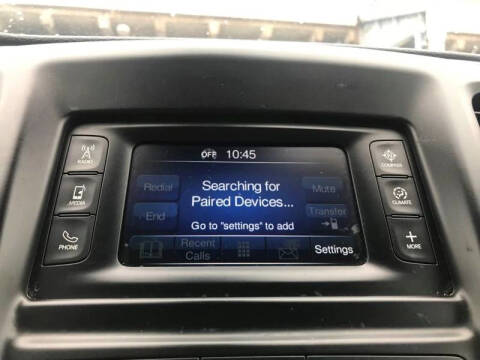 OFF 10:45
RADIO
COMPASS
Redial
Searching for
Mute
Paired Devices...
MEDIA
CLIMATE
End
Transfer
Go to "settings" to add
PHONE
Recent
Calls
Settings
+
MORE